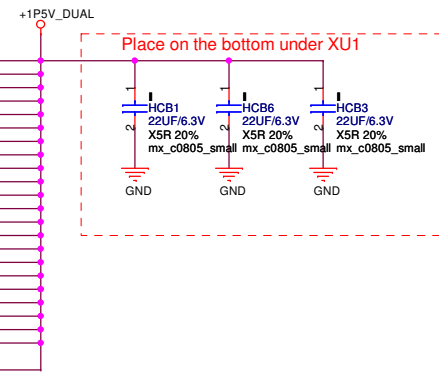 +1P5V_DUAL
Place on the bottom under XU1
1
1
1
HCB1
HCB6
HCB3
22UF/6.3V
22UF/6.3V
22UF/6.3V
2
2
2
X5R 20%
X5R 20%
X5R 20%
mx_c0805_small
mx_c0805_small
mx_c0805_small
GND
GND
GND